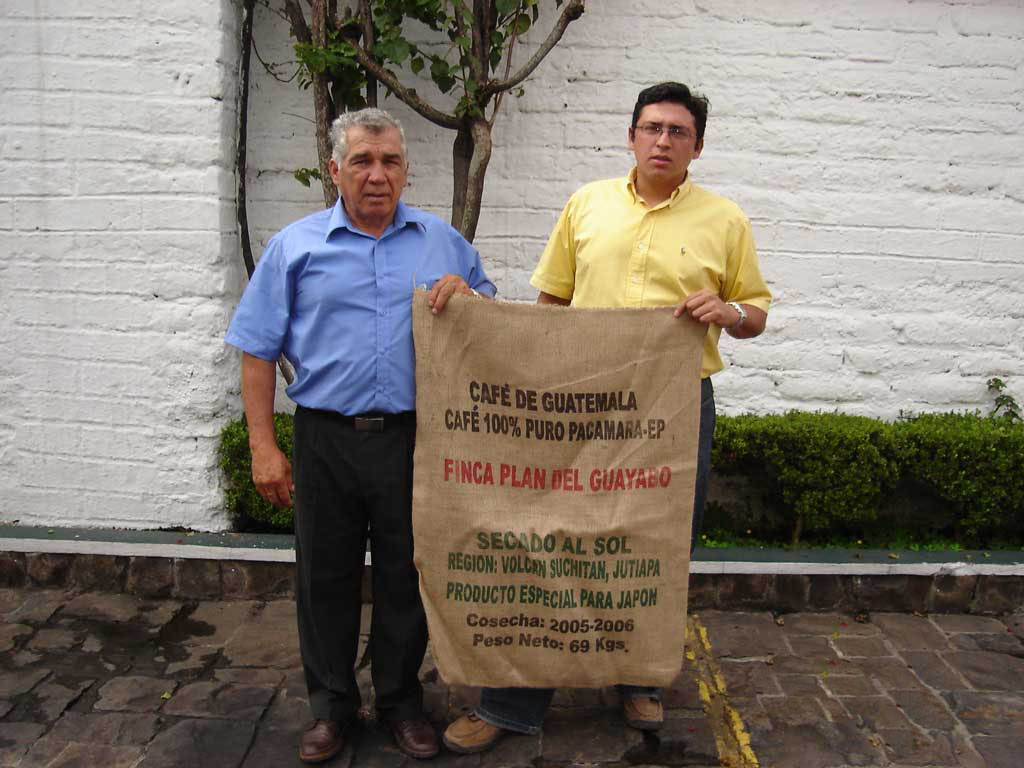 CAFÉ DE GUATEMALA
CAFÉ 100% PURO PACAMARA-EP
FINCA PLAN DEL GUAYABO
SECADO AL SOL
REGION: VOLCAN SUCHITAN, JUTIAPA
PRODUCTO ESPECIAL PARA JAPON
Cosecha: 2005-2006
Peso Neto: 69 Kgs.